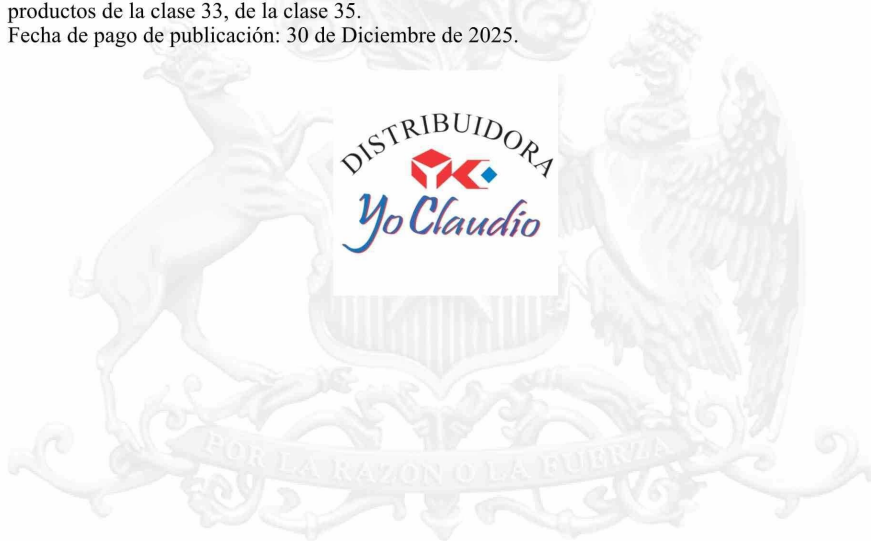 productos de la clase 33, de la clase 35.
Fecha de pago de publicación: 30 de Diciembre de 2025.
DISTRIBUIDORA
Yo Claudio
POR LA RAZON O LA FUERZA